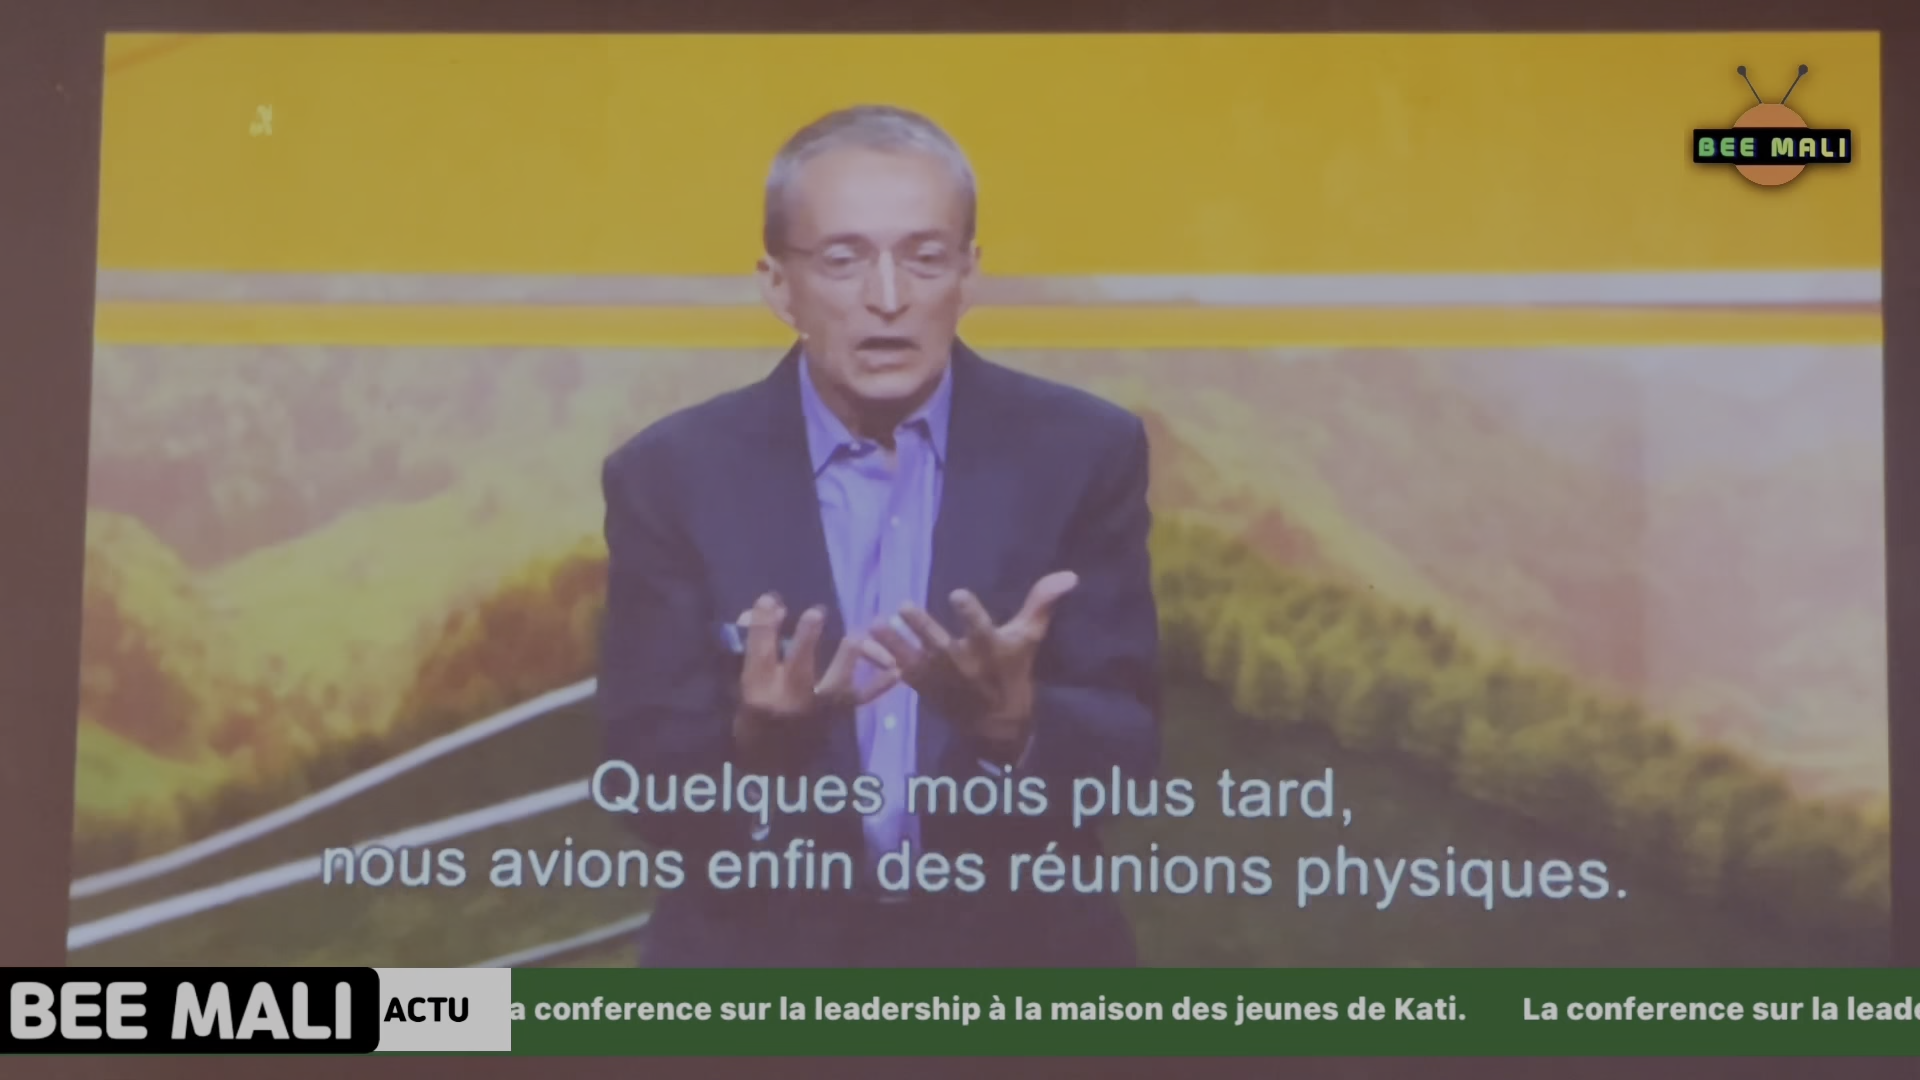 BEE MALI
Quelques mois plus tard,
nous avions enfin des réunions physiques.
BEE MALI
ACTU
a conference sur la leadership à la maison des jeunes de Kati. La conference sur la lead